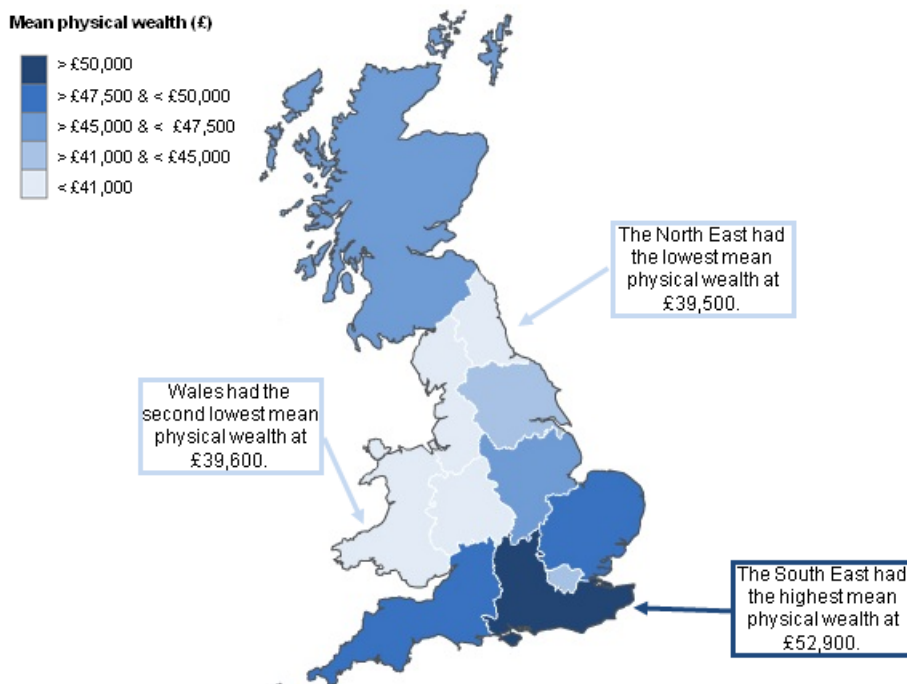 Mean physical wealth (£)
> £50,000
> £47,500 & < £50,000
> £45,000 & < £47,500
> £41,000 & < £45,000
< £41,000
The North East had
the lowest mean
physical wealth at
£39,500.
Wales had the
second lowest mean
physical wealth at
£39,600.
The South East had
the highest mean
physical wealth at
£52,900.